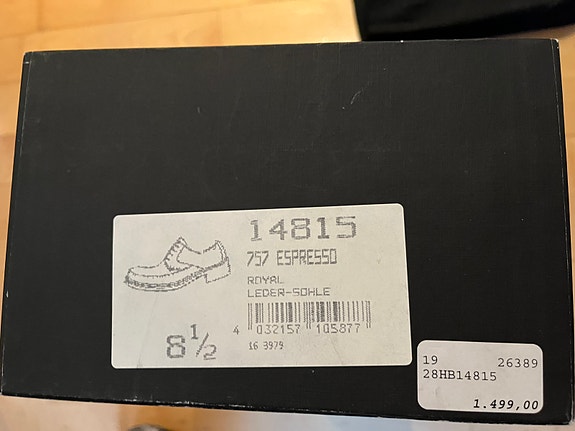 14815
757 ESPRESSO
ROYAL
LEDER-SOHLE
4 032157 105877
16 3979
8 1/2
19 26389
28HB14815
1.499,00